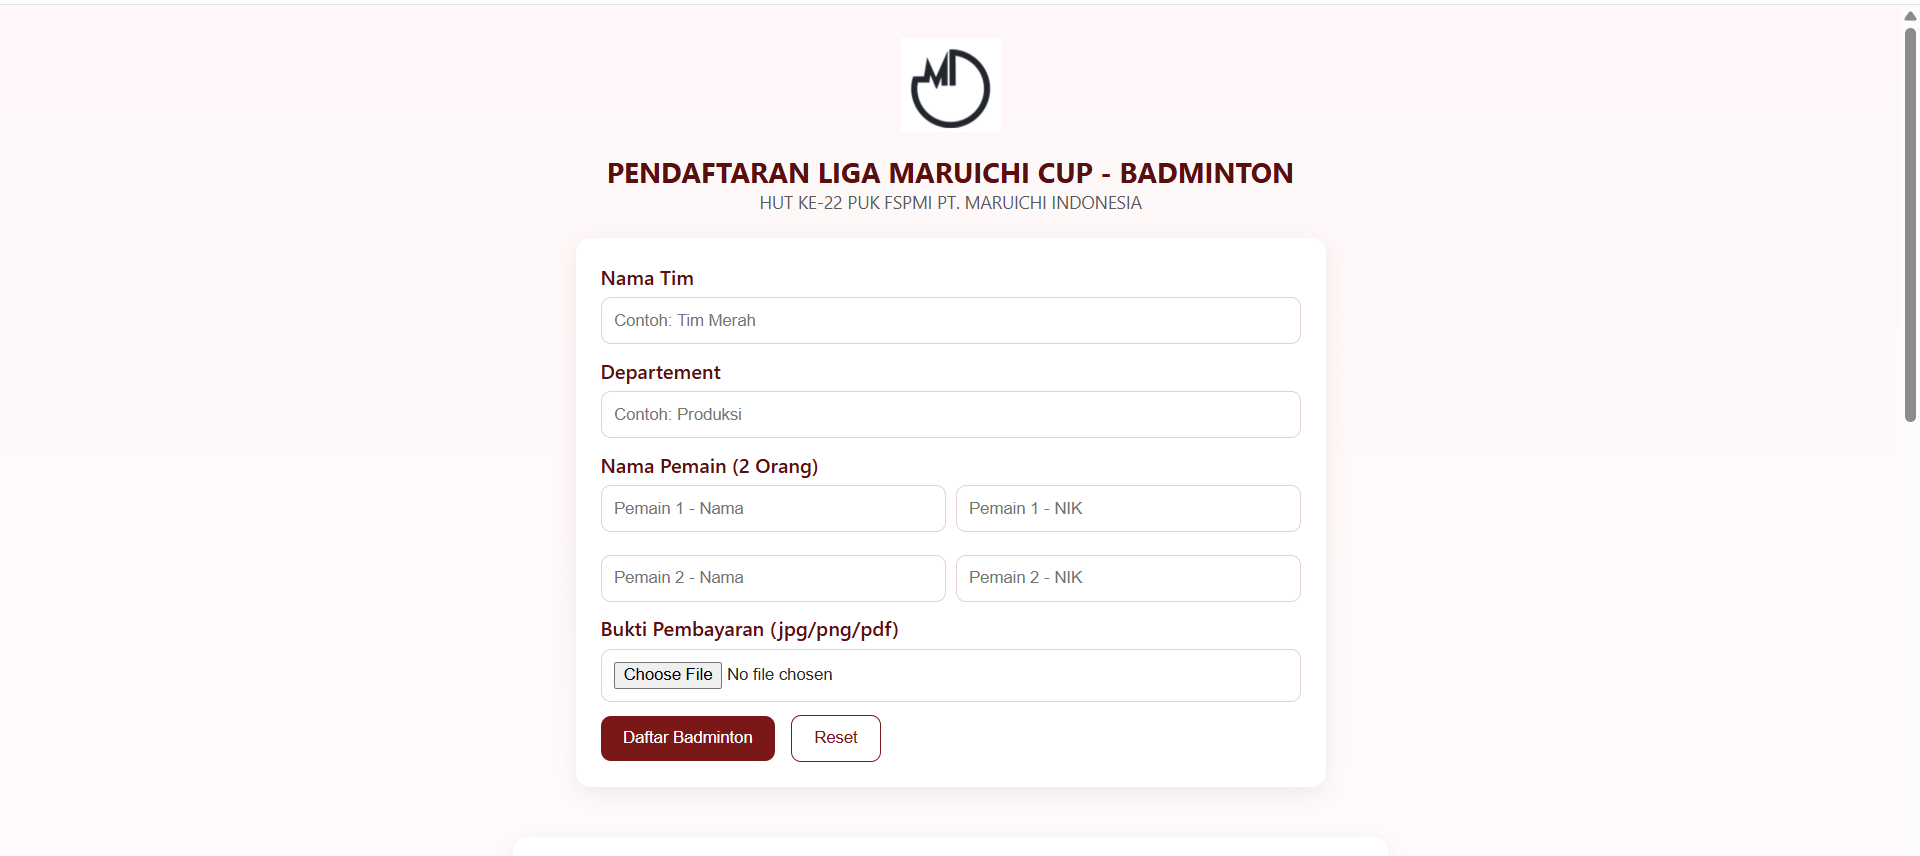 MI
PENDAFTARAN LIGA MARUICHI CUP - BADMINTON
HUT KE-22 PUK FSPMI PT. MARUICHI INDONESIA
Nama Tim
Contoh: Tim Merah
Departement
Contoh: Produksi
Nama Pemain (2 Orang)
Pemain 1 - Nama
Pemain 1 - NIK
Pemain 2 - Nama
Pemain 2 - NIK
Bukti Pembayaran (jpg/png/pdf)
Choose File No file chosen
Daftar Badminton
Reset